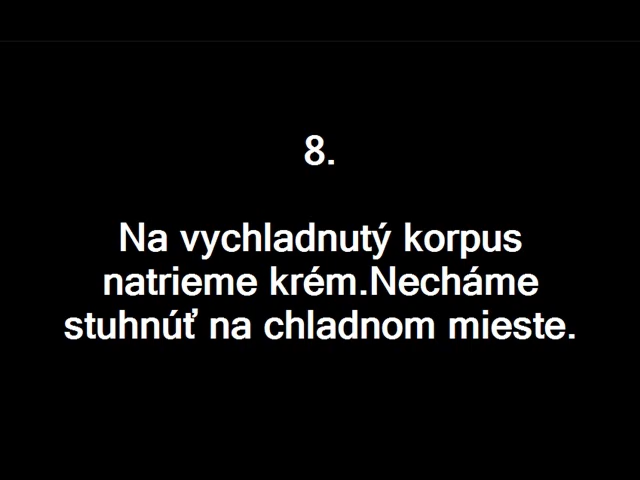 8.
Na vychladnutý korpus
natrieme krém.Necháme
stuhnúť na chladnom mieste.